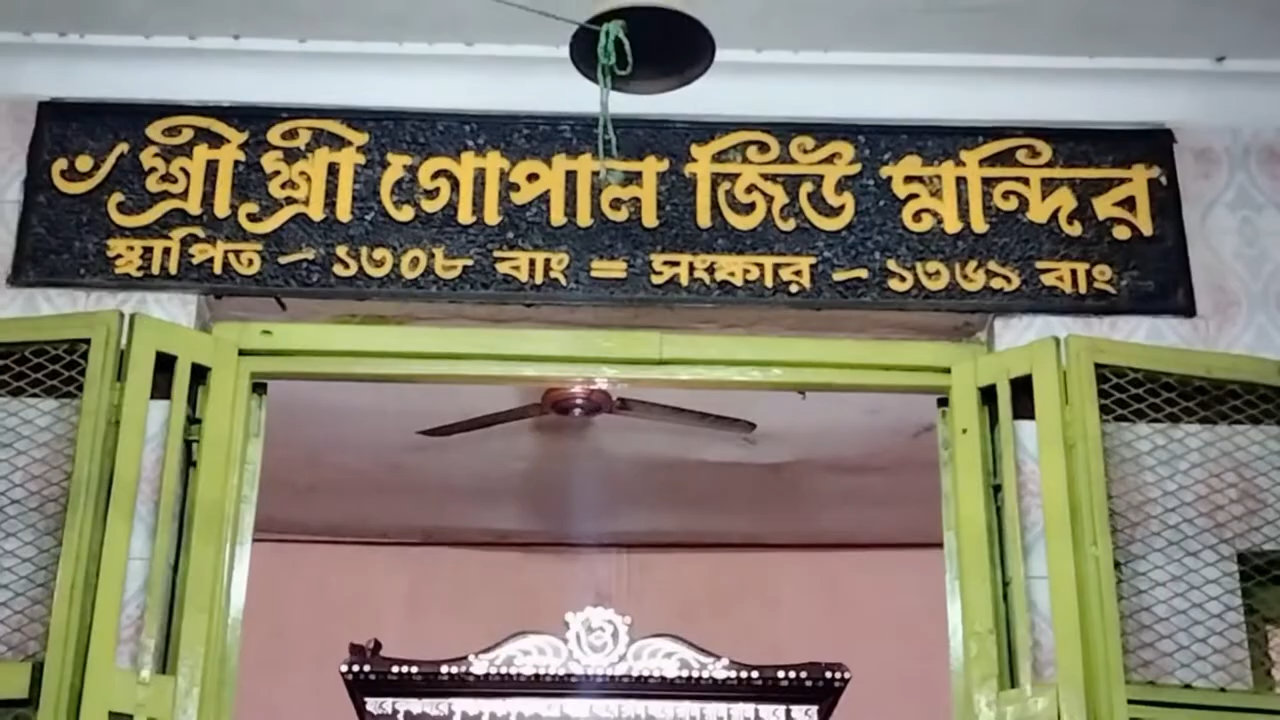 ওঁ শ্রী শ্রী গোপাল জিউ মন্দির
স্থাপিত - ১৩০৮ বাং = সংস্কার - ১৩৬৯ বাং